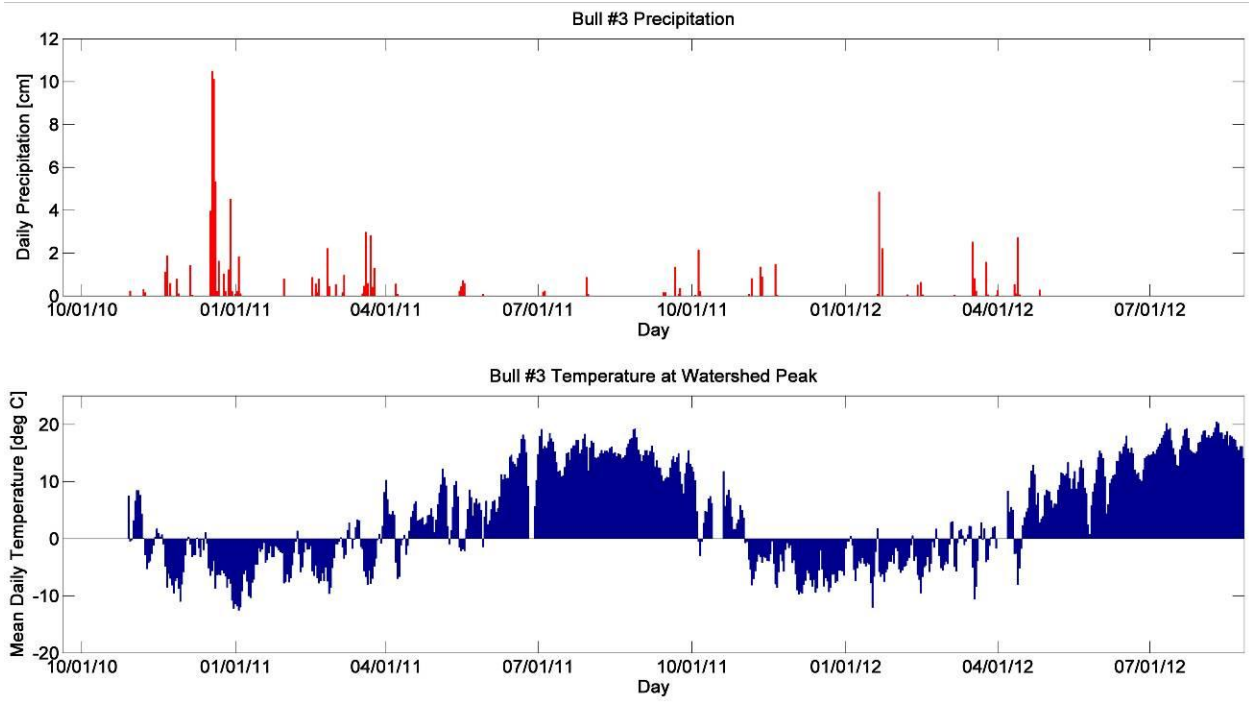 Bull #3 Precipitation
Daily Precipitation [cm]
12
10
8
6
4
2
0
10/01/10 01/01/11 04/01/11 07/01/11 10/01/11 01/01/12 04/01/12 07/01/12
Day
Bull #3 Temperature at Watershed Peak
Mean Daily Temperature [deg C]
20
10
0
-10
-20
10/01/10 01/01/11 04/01/11 07/01/11 10/01/11 01/01/12 04/01/12 07/01/12
Day